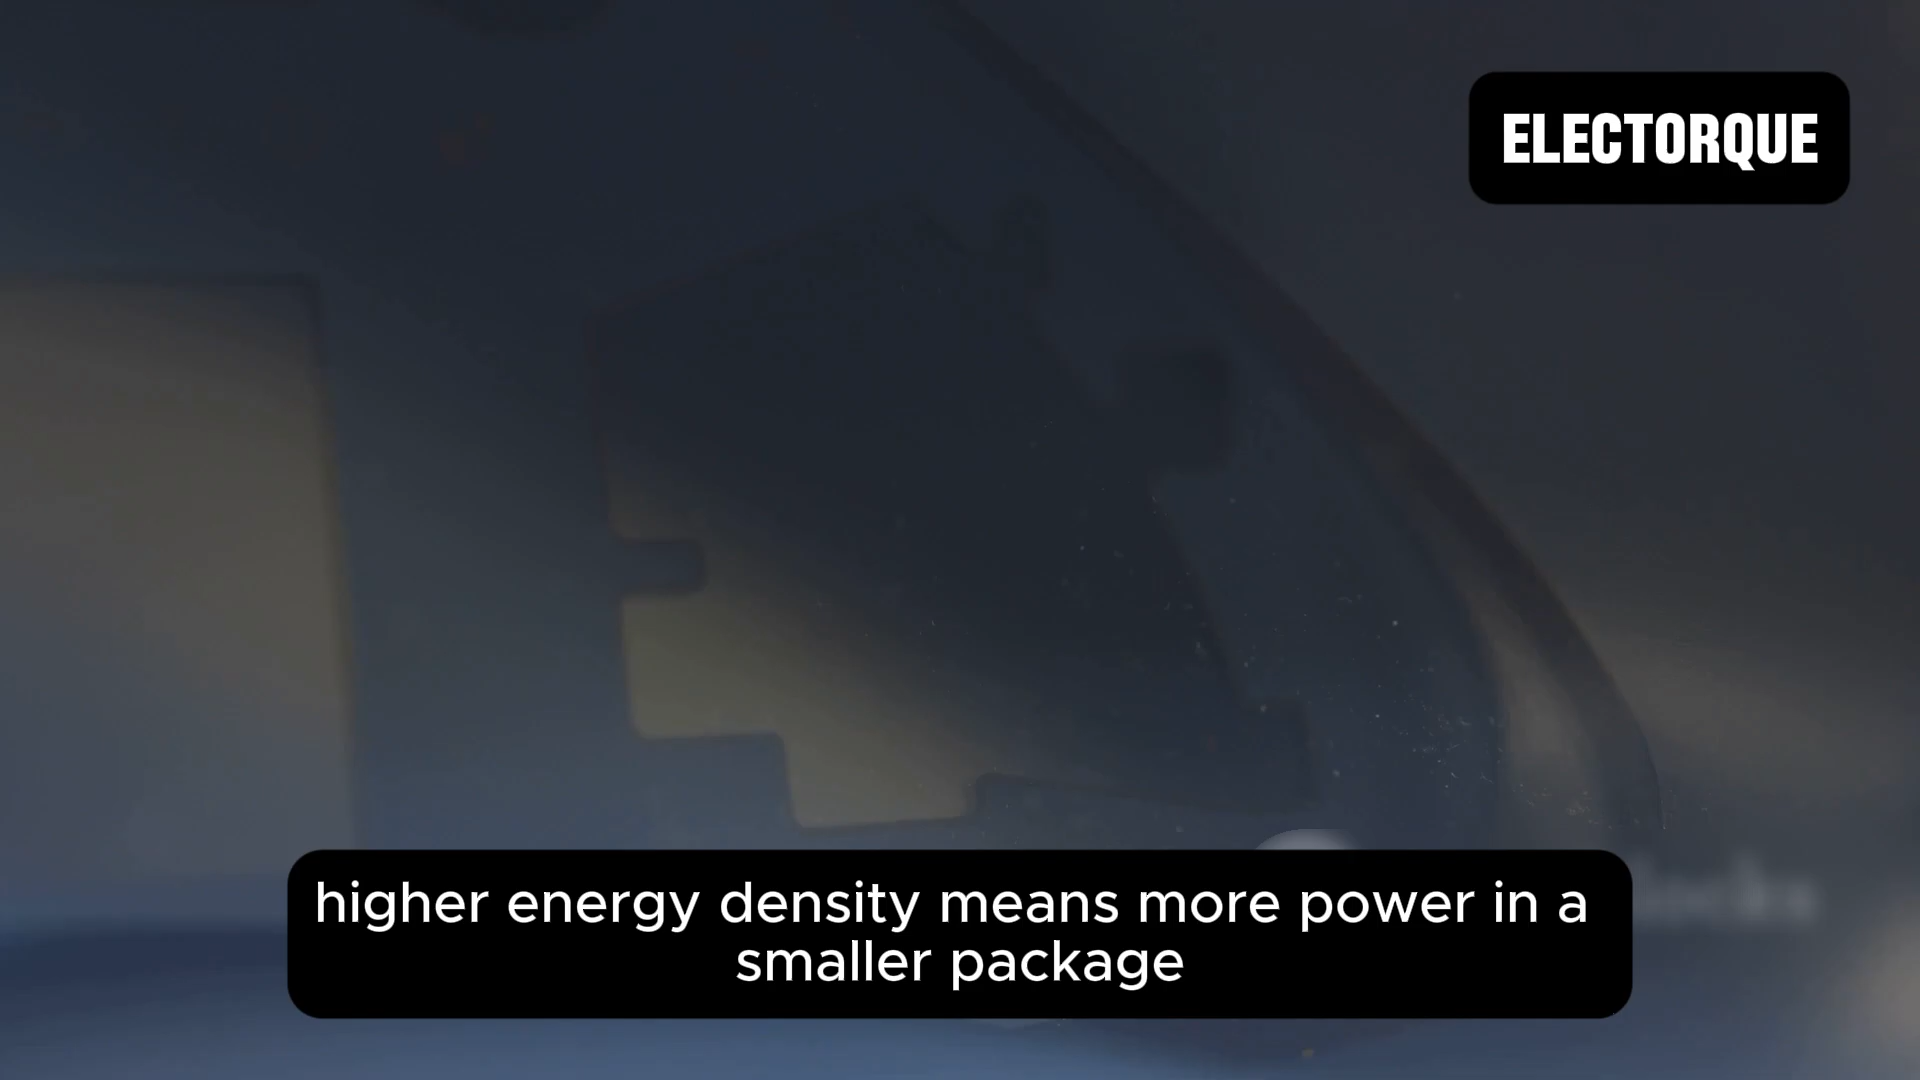 ELECTORQUE
higher energy density means more power in a
smaller package